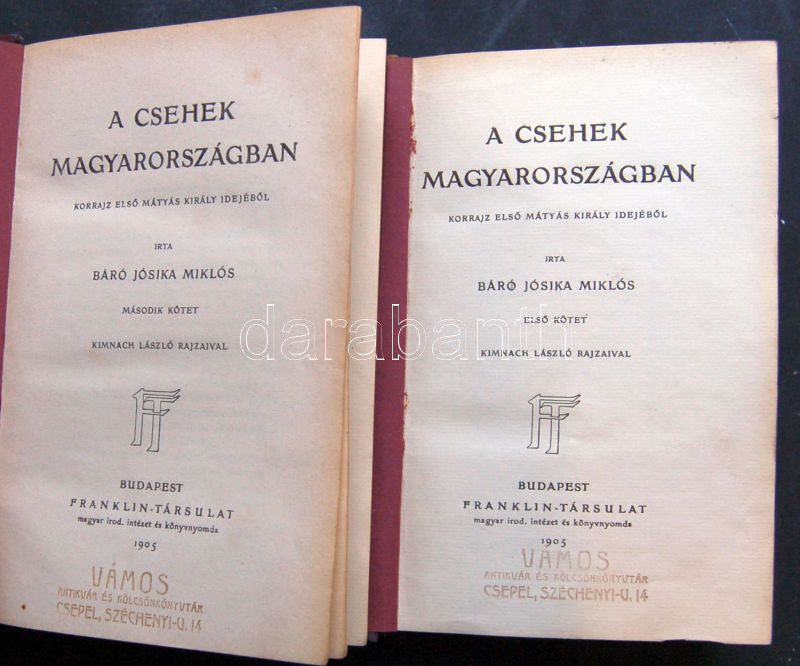 A CSEHEK
MAGYARORSZÁGBAN
KORRAJZ ELSŐ MÁTYÁS KIRÁLY IDEJÉBŐL
IRTA
BÁRÓ JÓSIKA MIKLÓS
MÁSODIK KÖTET
KIMNACH LÁSZLÓ RAJZAIVAL
FT
BUDAPEST
FRANKLIN-TÁRSULAT
magyar irod. intézet és könyvnyomda
1905
VÁMOS
ANTIKVÁR ÉS KÖLCSÖNKÖNYVTÁR
CSEPEL, SZÉCHENYI-U. 14
A CSEHEK
MAGYARORSZÁGBAN
KORRAJZ ELSŐ MÁTYÁS KIRÁLY IDEJÉBŐL
IRTA
BÁRÓ JÓSIKA MIKLÓS
ELSŐ KÖTET
KIMNACH LÁSZLÓ RAJZAIVAL
FT
BUDAPEST
FRANKLIN-TÁRSULAT
magyar irod. intézet és könyvnyomda
1905
VÁMOS
ANTIKVÁR ÉS KÖLCSÖNKÖNYVTÁR
CSEPEL, SZÉCHENYI-U. 14
darabanth